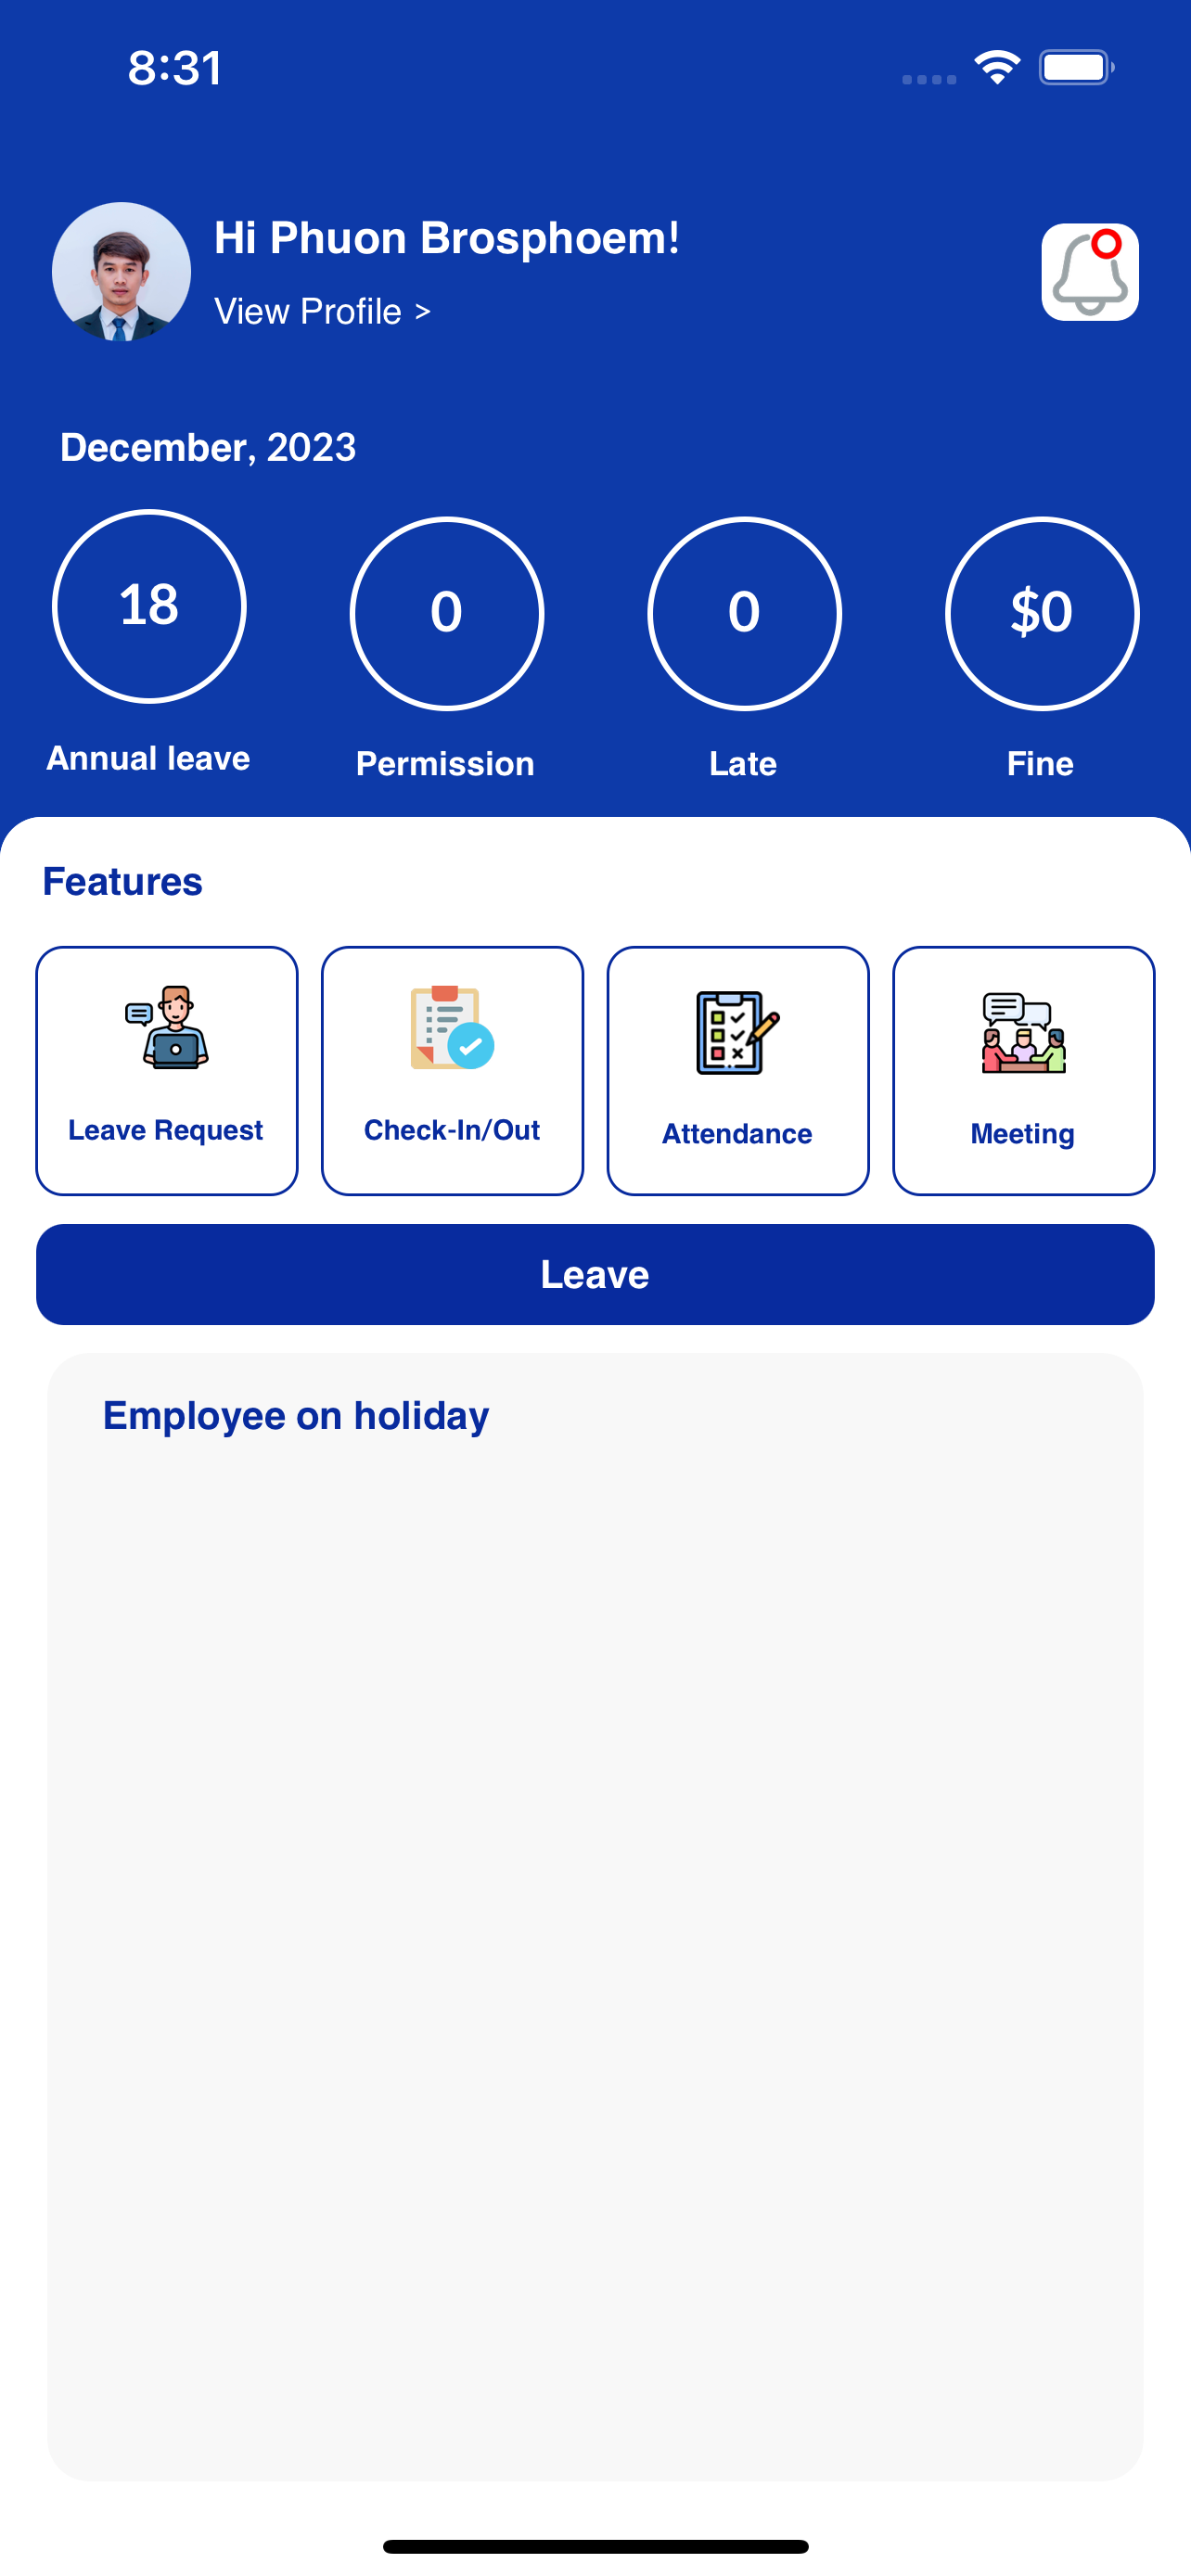 8:31
Hi Phuon Brosphoem!
View Profile >
December, 2023
18 0 0 $0
Annual leave Permission Late Fine
Features
Leave Request Check-In/Out Attendance Meeting
Leave
Employee on holiday